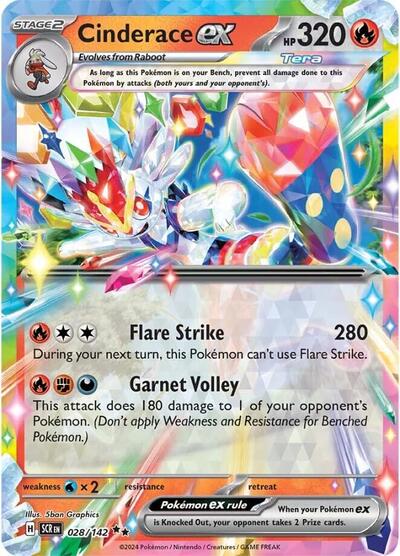 STAGE2 Cinderace ex HP 320
Evolves from Raboot
Tera
As long as this Pokémon is on your Bench, prevent all damage done to this
Pokémon by attacks (both yours and your opponent's).
Flare Strike 280
During your next turn, this Pokémon can't use Flare Strike.
Garnet Volley
This attack does 180 damage to 1 of your opponent's
Pokémon. (Don't apply Weakness and Resistance for Benched
Pokémon.)
weakness × 2 resistance retreat
Illus. 5ban Graphics
H SCR EN 028/142
Pokémon ex rule When your Pokémon ex
is Knocked Out, your opponent takes 2 Prize cards.
©2024 Pokémon / Nintendo / Creatures / GAME FREAK